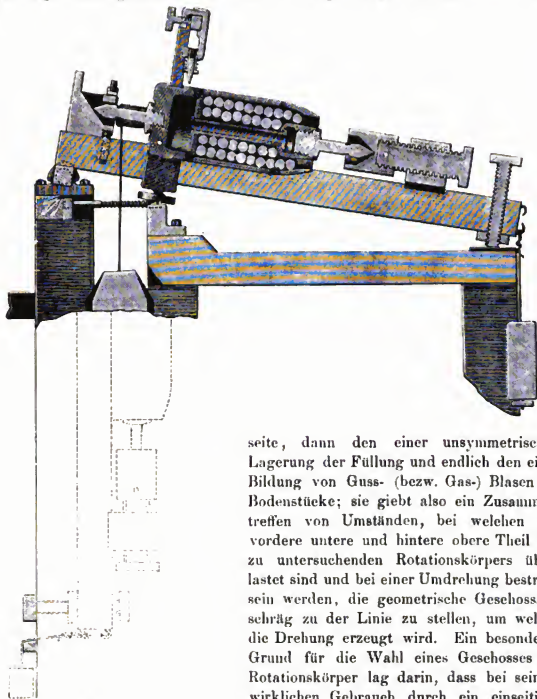 seite, dann den einer unsymmetrisc
Lagerung der Füllung und endlich den ei
Bildung von Guss- (bezw. Gas-) Blasen
Bodenstücke; sie giebt also ein Zusamm
treffen von Umständen, bei welchen
vordere untere und hintere obere Theil
zu untersuchenden Rotationskörpers üb
lastet sind und bei einer Umdrehung bestr
sein werden, die geometrische Geschoss
schräg zu der Linie zu stellen, um welc
die Drehung erzeugt wird. Ein besonde
Grund für die Wahl eines Geschosses
Rotationskörper lag darin, dass bei sein
wirklichen Gebrauch durch ein einseiti